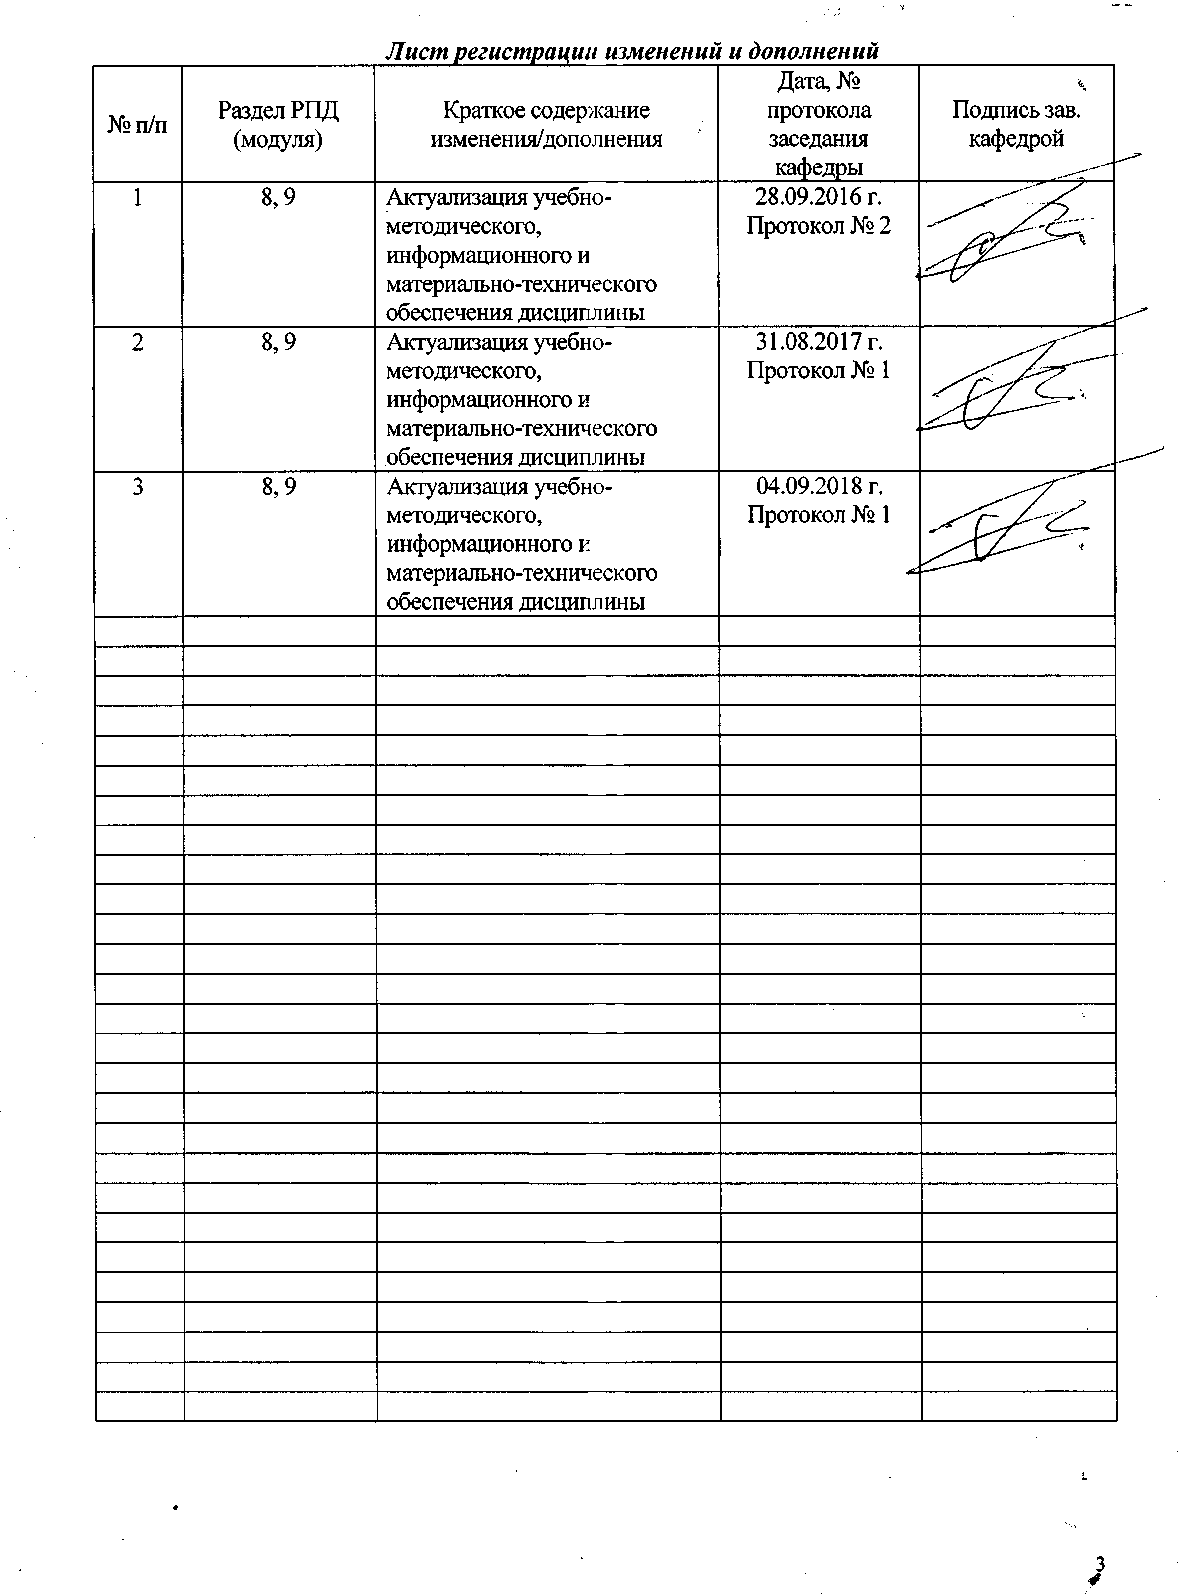 Лист регистрации изменений и дополнений
№ п/п
Раздел РПД
(модуля)
Краткое содержание
изменения/дополнения
Дата, №
протокола
заседания
кафедры
Подпись зав.
кафедрой
1
8, 9
Актуализация учебно-
методического,
информационного и
материально-технического
обеспечения дисциплины
28.09.2016 г.
Протокол № 2
2
8, 9
Актуализация учебно-
методического,
информационного и
материально-технического
обеспечения дисциплины
31.08.2017 г.
Протокол № 1
3
8, 9
Актуализация учебно-
методического,
информационного и
материально-технического
обеспечения дисциплины
04.09.2018 г.
Протокол № 1
3